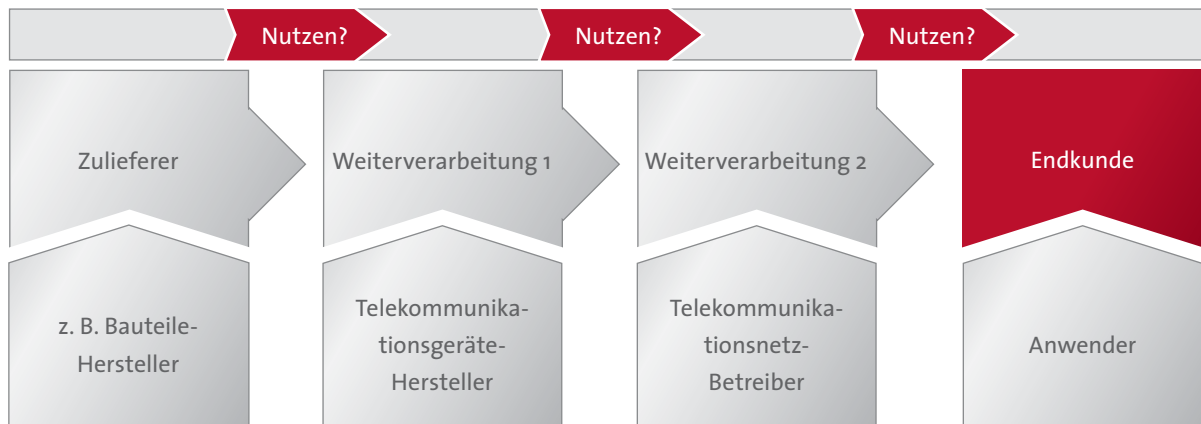 Nutzen?
Nutzen?
Nutzen?
Zulieferer
Weiterverarbeitung 1
Weiterverarbeitung 2
Endkunde
z. B. Bauteile-
Hersteller
Telekommunika-
tionsgeräte-
Hersteller
Telekommunika-
tionsnetz-
Betreiber
Anwender